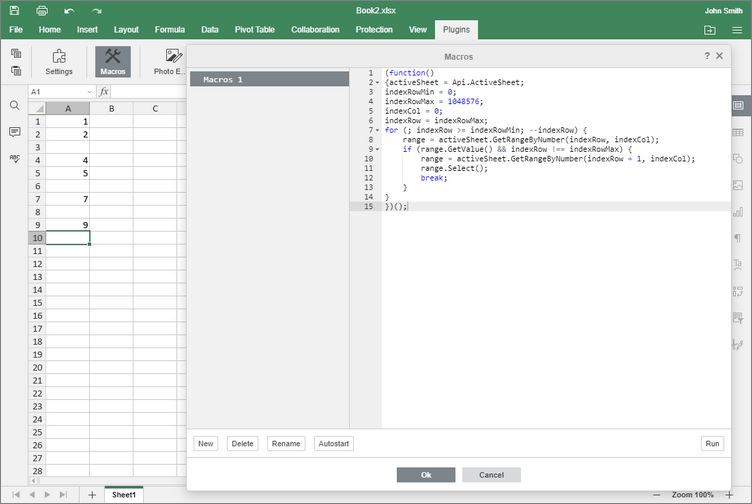 Book2.xlsx
John Smith
File Home Insert Layout Formula Data Pivot Table Collaboration Protection View Plugins
Settings Macros Photo E...
Macros
? ×
A1 fx
A B C
1 1
2 2
3
4 4
5 5
6
7 7
8
9 9
10
11
12
13
14
15
16
17
18
19
20
21
22
23
24
25
26
27
28
Macros 1
1 (function()
2 {activeSheet = Api.ActiveSheet;
3 indexRowMin = 0;
4 indexRowMax = 1048576;
5 indexCol = 0;
6 indexRow = indexRowMax;
7 for (; indexRow >= indexRowMin; --indexRow) {
8 range = activeSheet.GetRangeByNumber(indexRow, indexCol);
9 if (range.GetValue() && indexRow !== indexRowMax) {
10 range = activeSheet.GetRangeByNumber(indexRow + 1, indexCol);
11 range.Select();
12 break;
13 }
14 }
15 })();
New Delete Rename Autostart Run
Ok Cancel
Sheet1
Zoom 100%